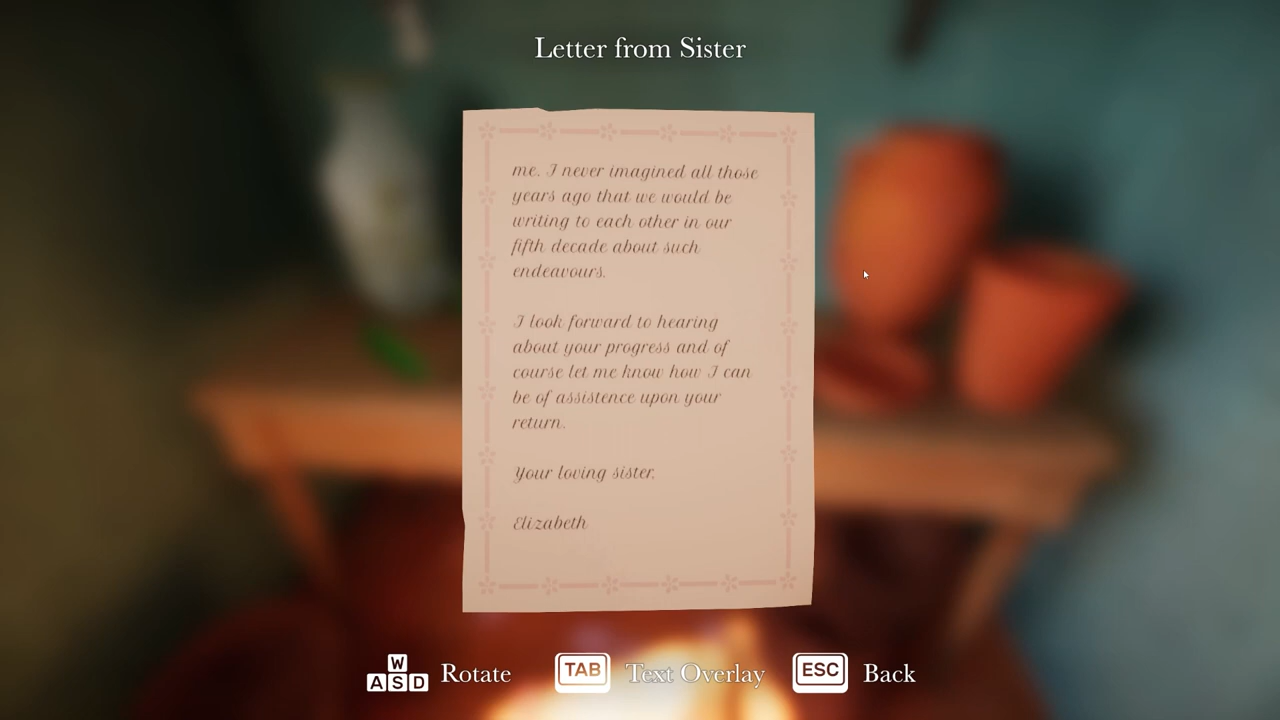 Letter from Sister
me. I never imagined all those
years ago that we would be
writing to each other in our
fifth decade about such
endeavours.
I look forward to hearing
about your progress and of
course let me know how I can
be of assistence upon your
return.
Your loving sister,
Elizabeth
W
A S D Rotate TAB Text Overlay ESC Back